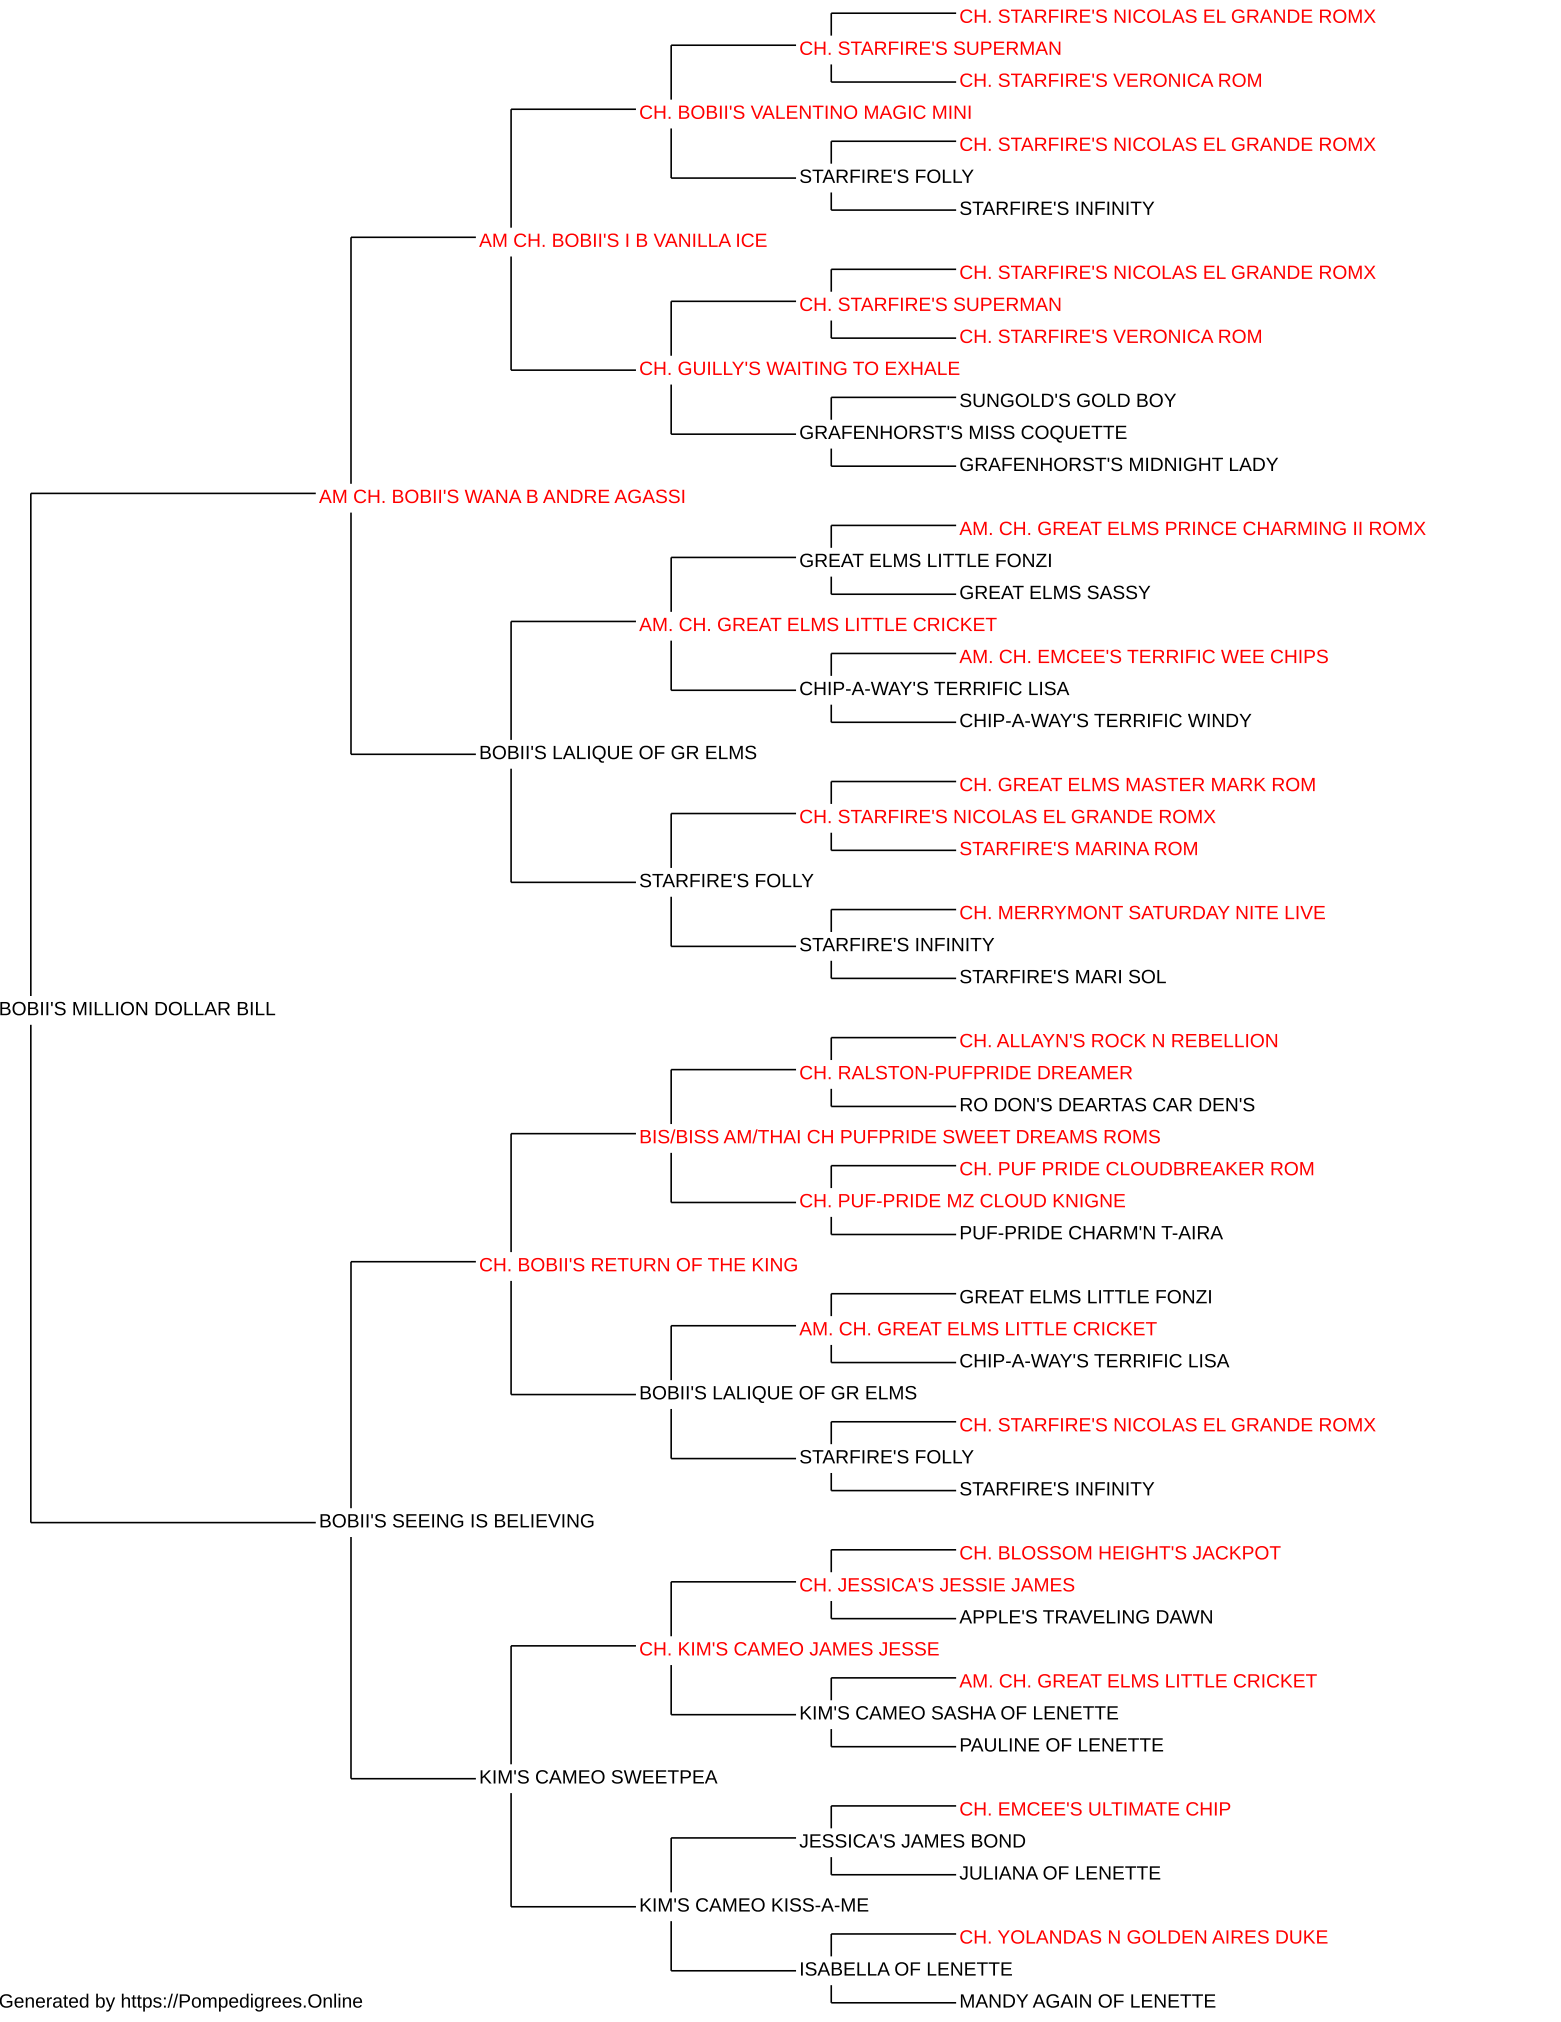 CH. STARFIRE'S NICOLAS EL GRANDE ROMX
CH. STARFIRE'S SUPERMAN
CH. STARFIRE'S VERONICA ROM
CH. BOBII'S VALENTINO MAGIC MINI
CH. STARFIRE'S NICOLAS EL GRANDE ROMX
STARFIRE'S FOLLY
STARFIRE'S INFINITY
AM CH. BOBII'S I B VANILLA ICE
CH. STARFIRE'S NICOLAS EL GRANDE ROMX
CH. STARFIRE'S SUPERMAN
CH. STARFIRE'S VERONICA ROM
CH. GUILLY'S WAITING TO EXHALE
SUNGOLD'S GOLD BOY
GRAFENHORST'S MISS COQUETTE
GRAFENHORST'S MIDNIGHT LADY
AM CH. BOBII'S WANA B ANDRE AGASSI
AM. CH. GREAT ELMS PRINCE CHARMING II ROMX
GREAT ELMS LITTLE FONZI
GREAT ELMS SASSY
AM. CH. GREAT ELMS LITTLE CRICKET
AM. CH. EMCEE'S TERRIFIC WEE CHIPS
CHIP-A-WAY'S TERRIFIC LISA
CHIP-A-WAY'S TERRIFIC WINDY
BOBII'S LALIQUE OF GR ELMS
CH. GREAT ELMS MASTER MARK ROM
CH. STARFIRE'S NICOLAS EL GRANDE ROMX
STARFIRE'S MARINA ROM
STARFIRE'S FOLLY
CH. MERRYMONT SATURDAY NITE LIVE
STARFIRE'S INFINITY
STARFIRE'S MARI SOL
BOBII'S MILLION DOLLAR BILL
CH. ALLAYN'S ROCK N REBELLION
CH. RALSTON-PUFPRIDE DREAMER
RO DON'S DEARTAS CAR DEN'S
BIS/BISS AM/THAI CH PUFPRIDE SWEET DREAMS ROMS
CH. PUF PRIDE CLOUDBREAKER ROM
CH. PUF-PRIDE MZ CLOUD KNIGNE
PUF-PRIDE CHARM'N T-AIRA
CH. BOBII'S RETURN OF THE KING
GREAT ELMS LITTLE FONZI
AM. CH. GREAT ELMS LITTLE CRICKET
CHIP-A-WAY'S TERRIFIC LISA
BOBII'S LALIQUE OF GR ELMS
CH. STARFIRE'S NICOLAS EL GRANDE ROMX
STARFIRE'S FOLLY
STARFIRE'S INFINITY
BOBII'S SEEING IS BELIEVING
CH. BLOSSOM HEIGHT'S JACKPOT
CH. JESSICA'S JESSIE JAMES
APPLE'S TRAVELING DAWN
CH. KIM'S CAMEO JAMES JESSE
AM. CH. GREAT ELMS LITTLE CRICKET
KIM'S CAMEO SASHA OF LENETTE
PAULINE OF LENETTE
KIM'S CAMEO SWEETPEA
CH. EMCEE'S ULTIMATE CHIP
JESSICA'S JAMES BOND
JULIANA OF LENETTE
KIM'S CAMEO KISS-A-ME
CH. YOLANDAS N GOLDEN AIRES DUKE
ISABELLA OF LENETTE
MANDY AGAIN OF LENETTE
Generated by https://Pompedigrees.Online